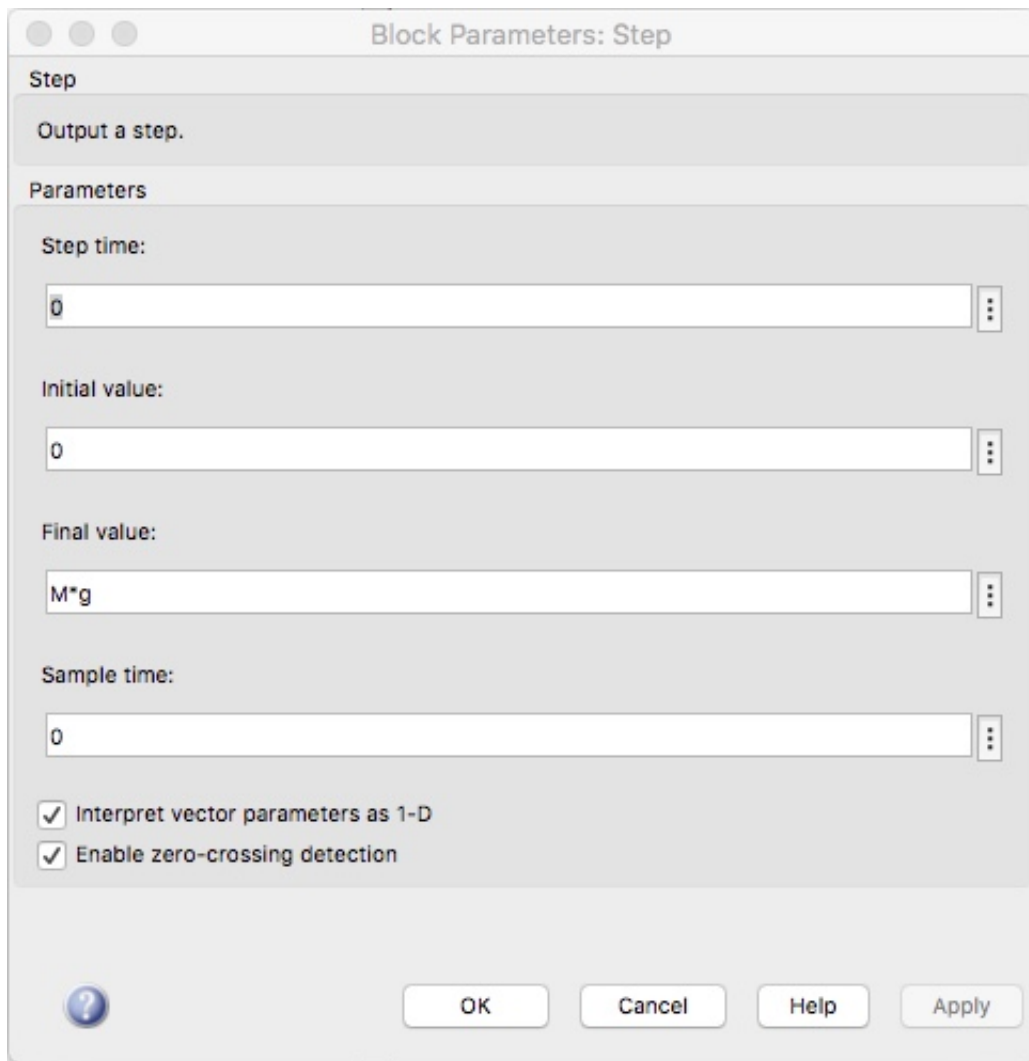 Block Parameters: Step
Step
Output a step.
Parameters
Step time:
0
Initial value:
0
Final value:
M*g
Sample time:
0
Interpret vector parameters as 1-D
Enable zero-crossing detection
? OK Cancel Help Apply